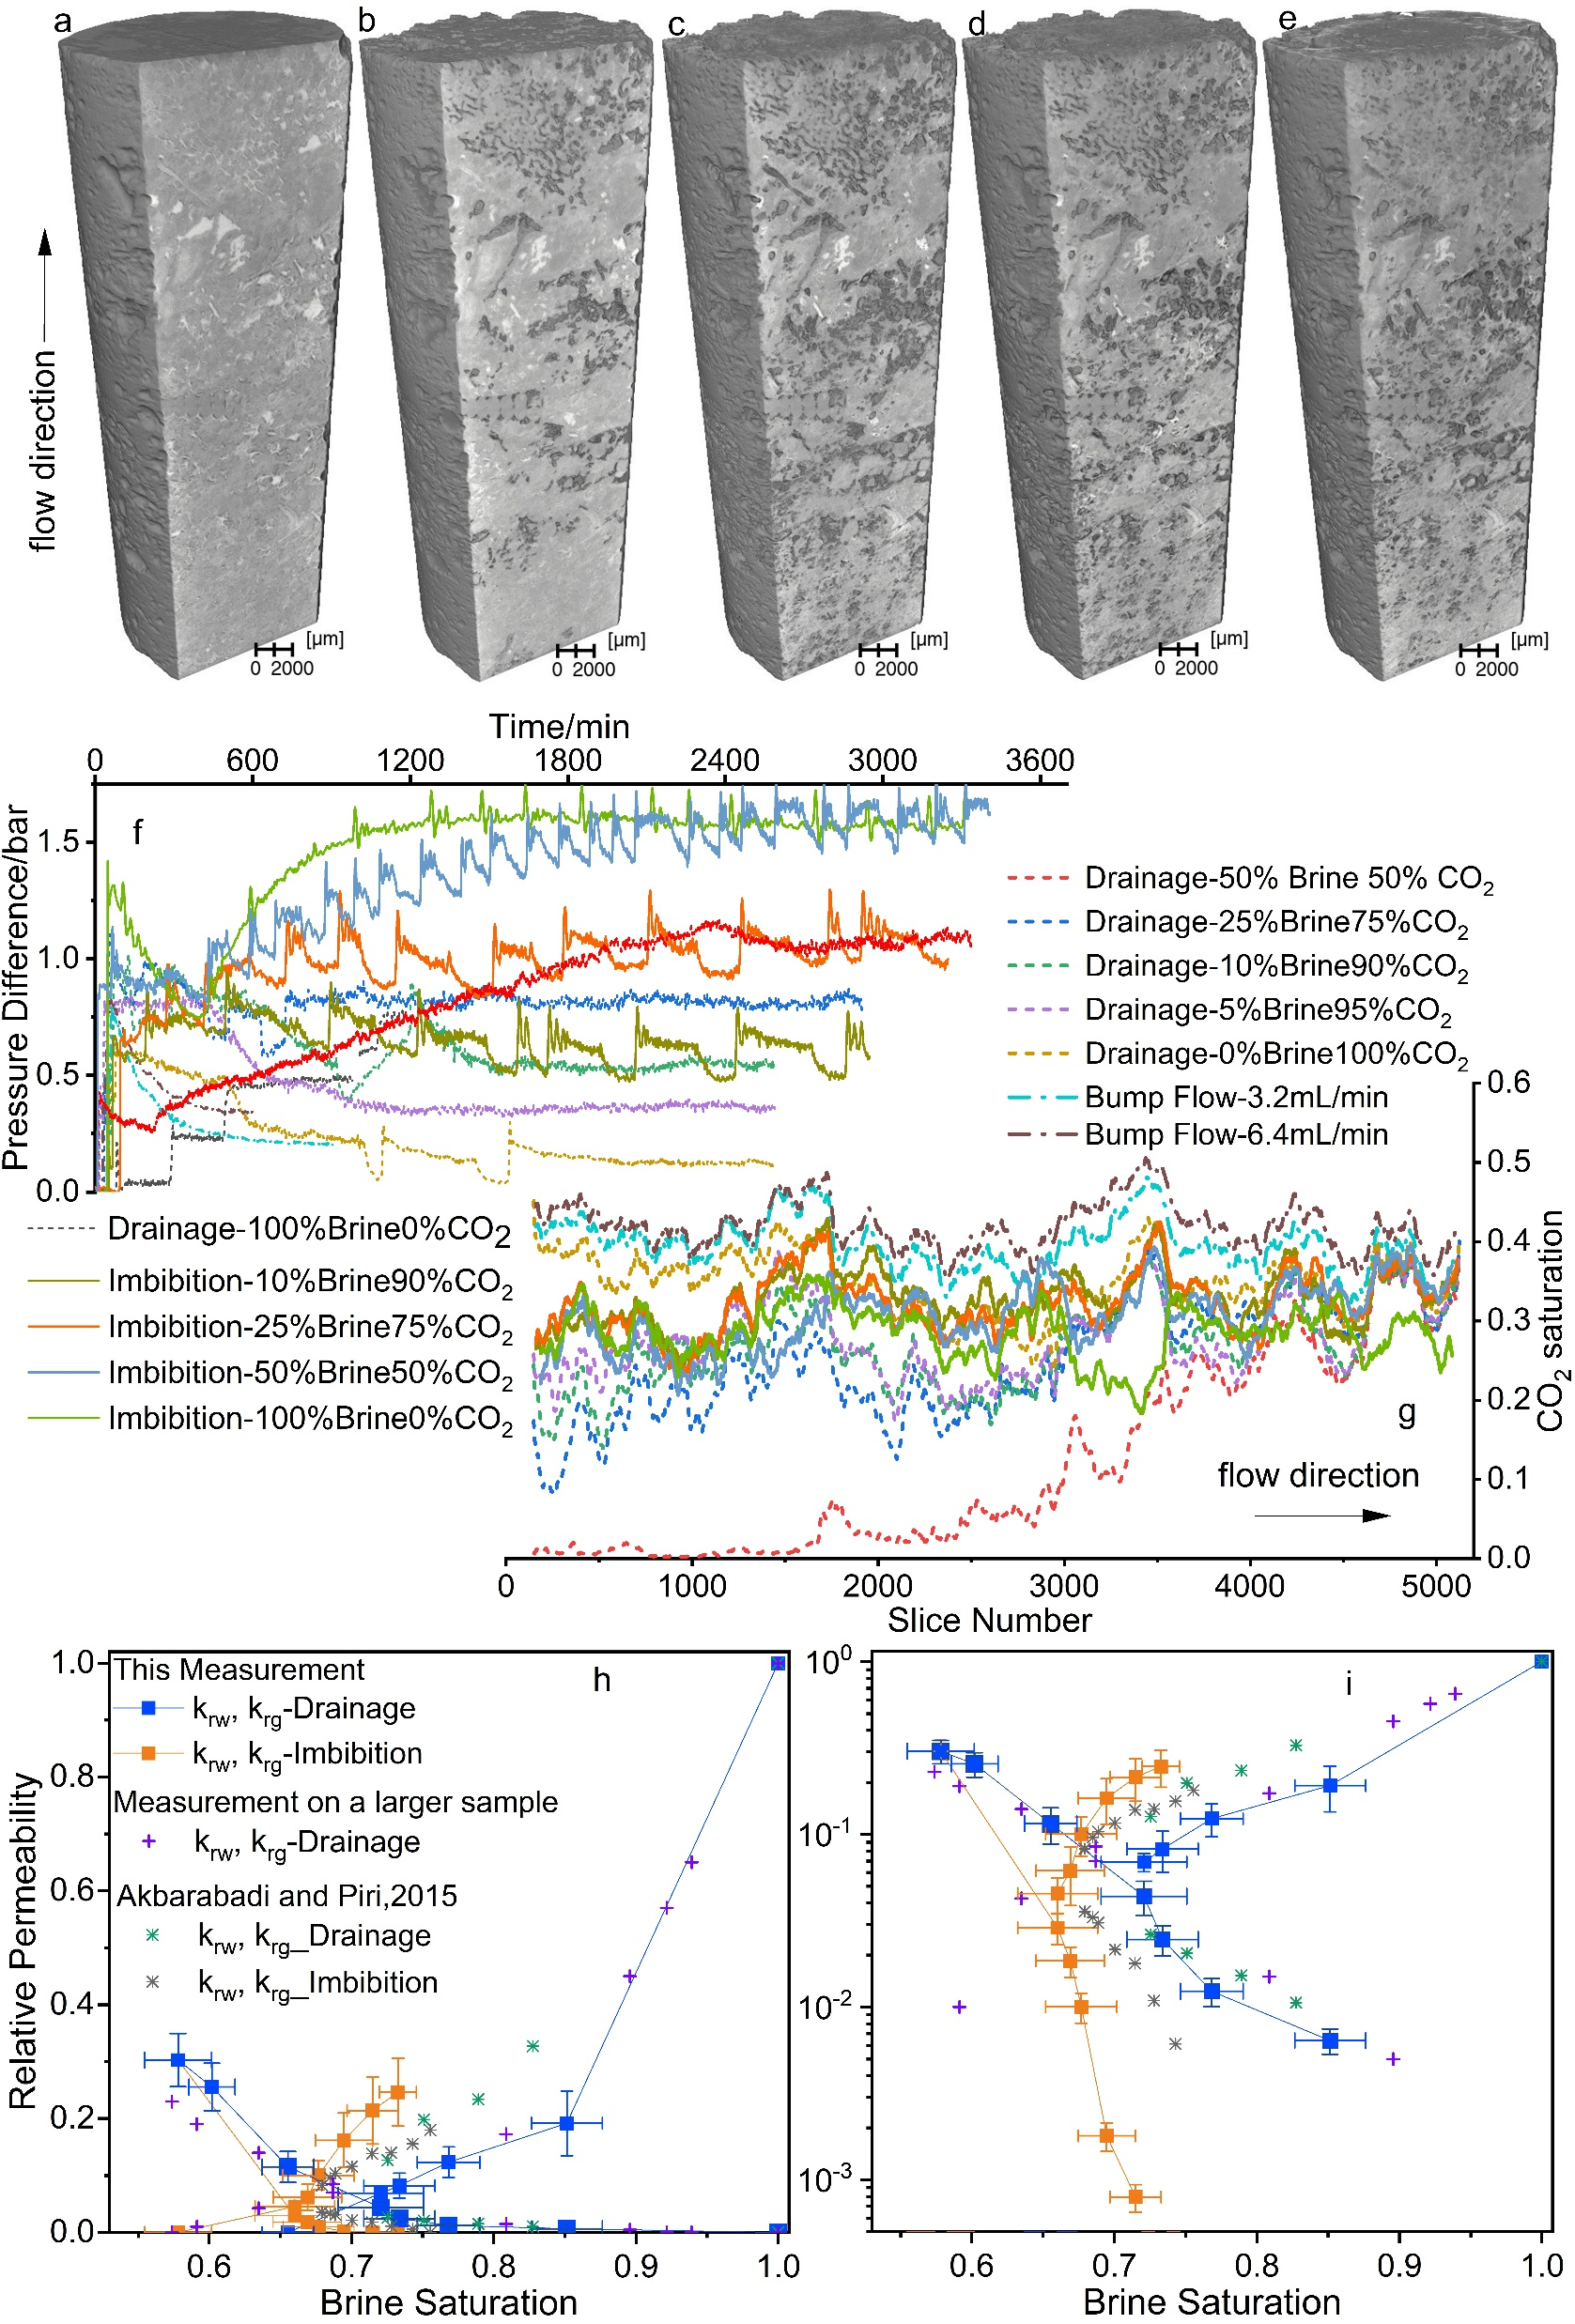 a b c d e
flow direction
[µm] [µm] [µm] [µm] [µm]
0 2000 0 2000 0 2000 0 2000 0 2000
Time/min
0 600 1200 1800 2400 3000 3600
Pressure Difference/bar
1.5
1.0
0.5
0.0
f
Drainage-50% Brine 50% CO2
Drainage-25%Brine75%CO2
Drainage-10%Brine90%CO2
Drainage-5%Brine95%CO2
Drainage-0%Brine100%CO2
Bump Flow-3.2mL/min
Bump Flow-6.4mL/min
Drainage-100%Brine0%CO2
Imbibition-10%Brine90%CO2
Imbibition-25%Brine75%CO2
Imbibition-50%Brine50%CO2
Imbibition-100%Brine0%CO2
0.6
0.5
0.4
0.3
0.2
0.1
0.0
CO2 saturation
g
flow direction
0 1000 2000 3000 4000 5000
Slice Number
h
This Measurement
krw, krg-Drainage
krw, krg-Imbibition
Measurement on a larger sample
krw, krg-Drainage
Akbarabadi and Piri,2015
krw, krg_Drainage
krw, krg_Imbibition
Relative Permeability
1.0
0.8
0.6
0.4
0.2
0.0
0.6 0.7 0.8 0.9 1.0
Brine Saturation
i
10^0
10^-1
10^-2
10^-3
0.6 0.7 0.8 0.9 1.0
Brine Saturation